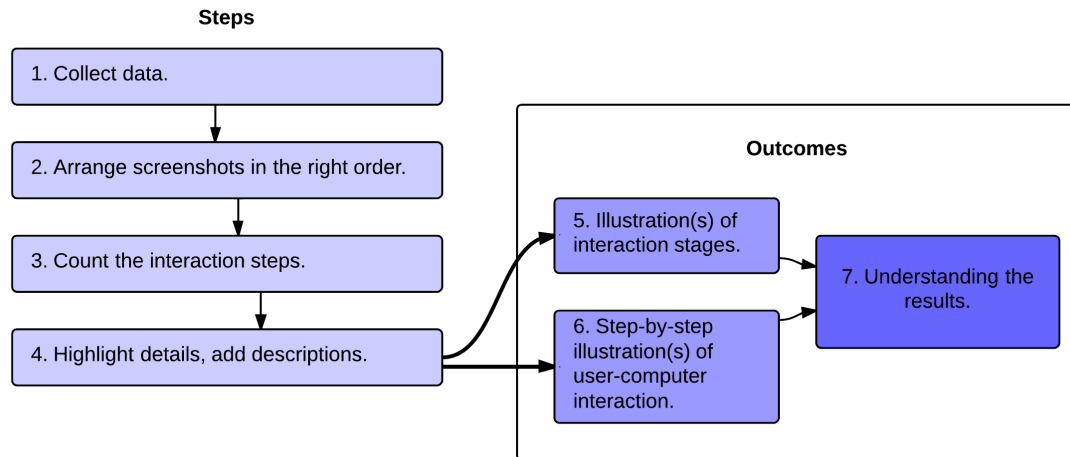 Steps
1. Collect data.
2. Arrange screenshots in the right order.
3. Count the interaction steps.
4. Highlight details, add descriptions.
Outcomes
5. Illustration(s) of
interaction stages.
6. Step-by-step
illustration(s) of
user-computer
interaction.
7. Understanding the
results.